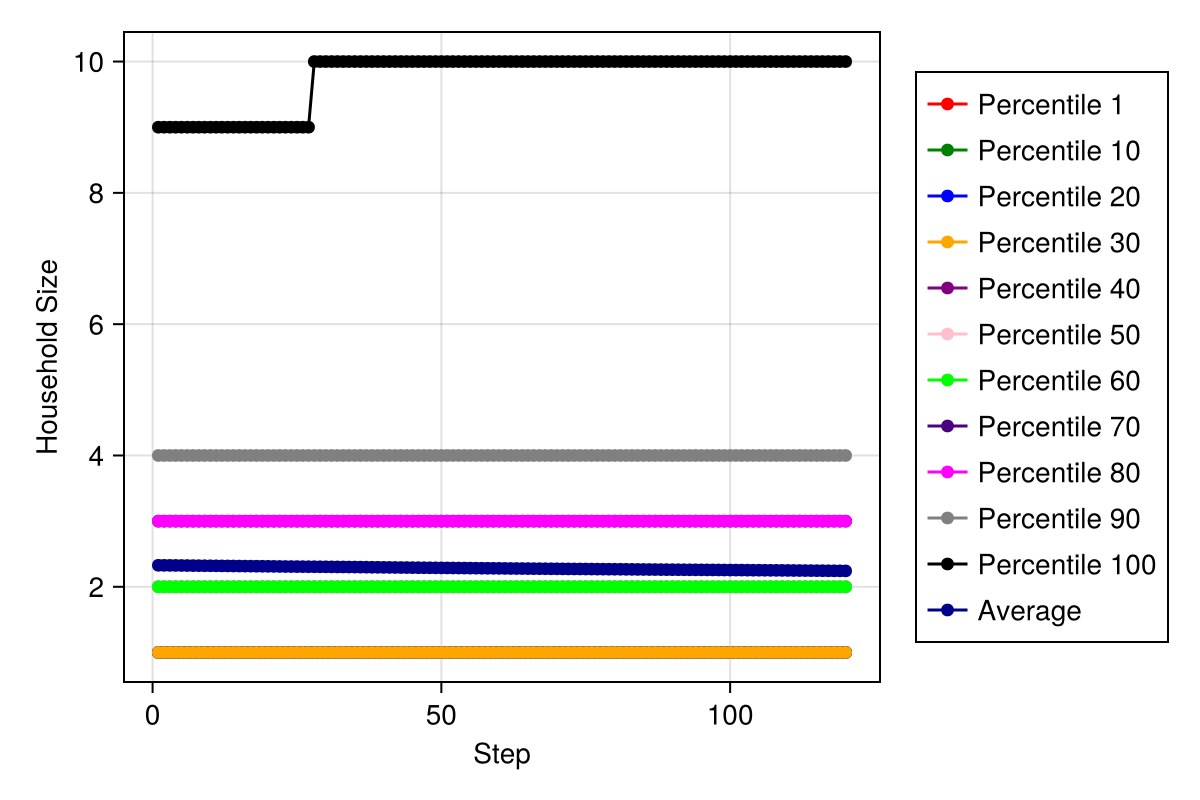 10
8
6
4
2
Household Size
0
50
100
Step
Percentile 1
Percentile 10
Percentile 20
Percentile 30
Percentile 40
Percentile 50
Percentile 60
Percentile 70
Percentile 80
Percentile 90
Percentile 100
Average